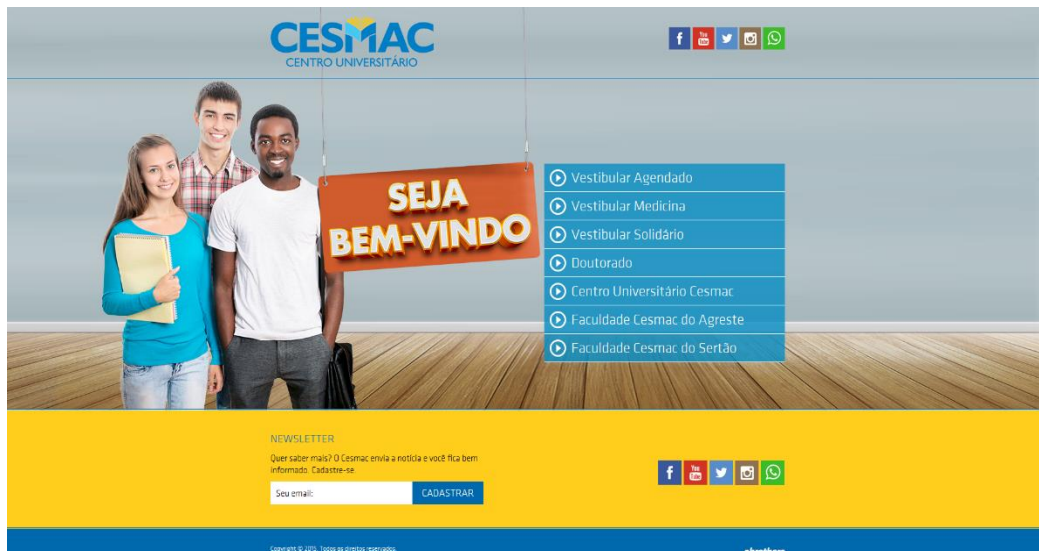 CESMAC
CENTRO UNIVERSITÁRIO
f
You
SEJA
BEM-VINDO
Vestibular Agendado
Vestibular Medicina
Vestibular Solidário
Doutorado
Centro Universitário Cesmac
Faculdade Cesmac do Agreste
Faculdade Cesmac do Sertão
NEWSLETTER
Quer saber mais? O Cesmac envia a notícia e você fica bem
informado. Cadastre-se
Seu email:
CADASTRAR
f
You
Copyright © 2015. Todos os direitos reservados.